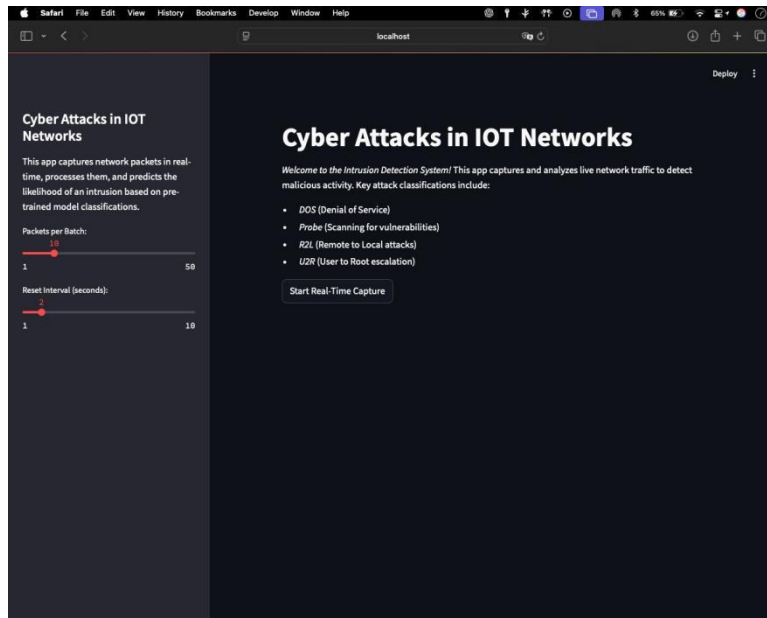 Safari File Edit View History Bookmarks Develop Window Help
65%
localhost
Deploy
Cyber Attacks in IOT
Networks
This app captures network packets in real-
time, processes them, and predicts the
likelihood of an intrusion based on pre-
trained model classifications.
Packets per Batch:
10
1 50
Reset Interval (seconds):
2
1 10
Cyber Attacks in IOT Networks
Welcome to the Intrusion Detection System! This app captures and analyzes live network traffic to detect
malicious activity. Key attack classifications include:
• DOS (Denial of Service)
• Probe (Scanning for vulnerabilities)
• R2L (Remote to Local attacks)
• U2R (User to Root escalation)
Start Real-Time Capture